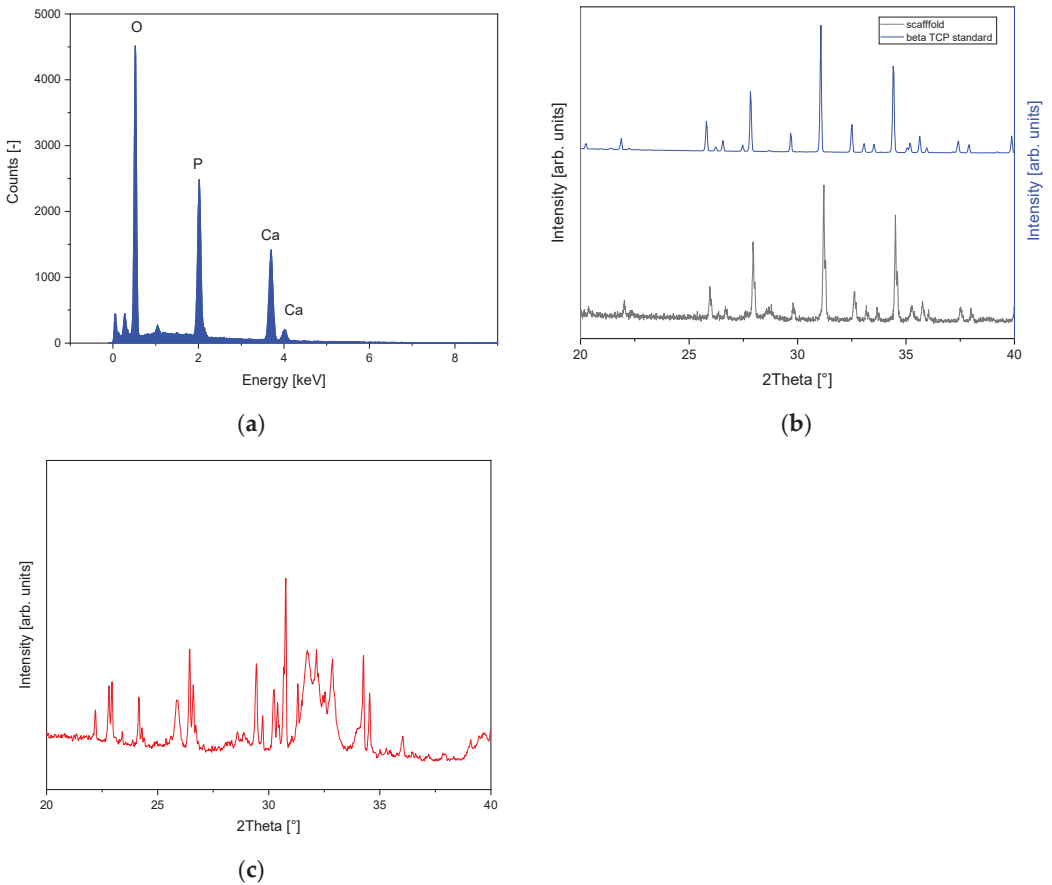 5000
4000
3000
2000
1000
0
Counts [-]
O
P
Ca
Ca
0
2
4
6
8
Energy [keV]
(a)
Intensity [arb. units]
scafffold
beta TCP standard
Intensity [arb. units]
20
25
30
35
40
2Theta [°]
(b)
Intensity [arb. units]
20
25
30
35
40
2Theta [°]
(c)